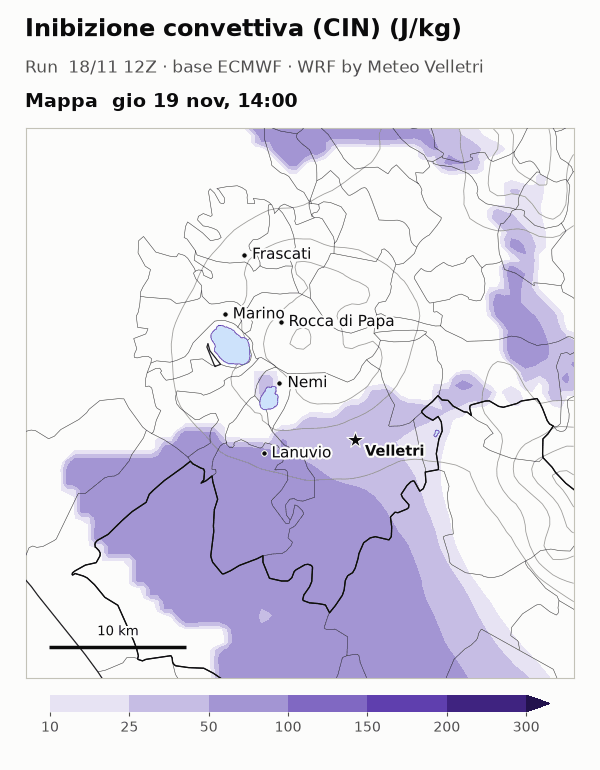 Inibizione convettiva (CIN) (J/kg)
Run 18/11 12Z · base ECMWF · WRF by Meteo Velletri
Mappa gio 19 nov, 14:00
Frascati
Marino
Rocca di Papa
Nemi
Velletri
Lanuvio
10 km
10 25 50 100 150 200 300